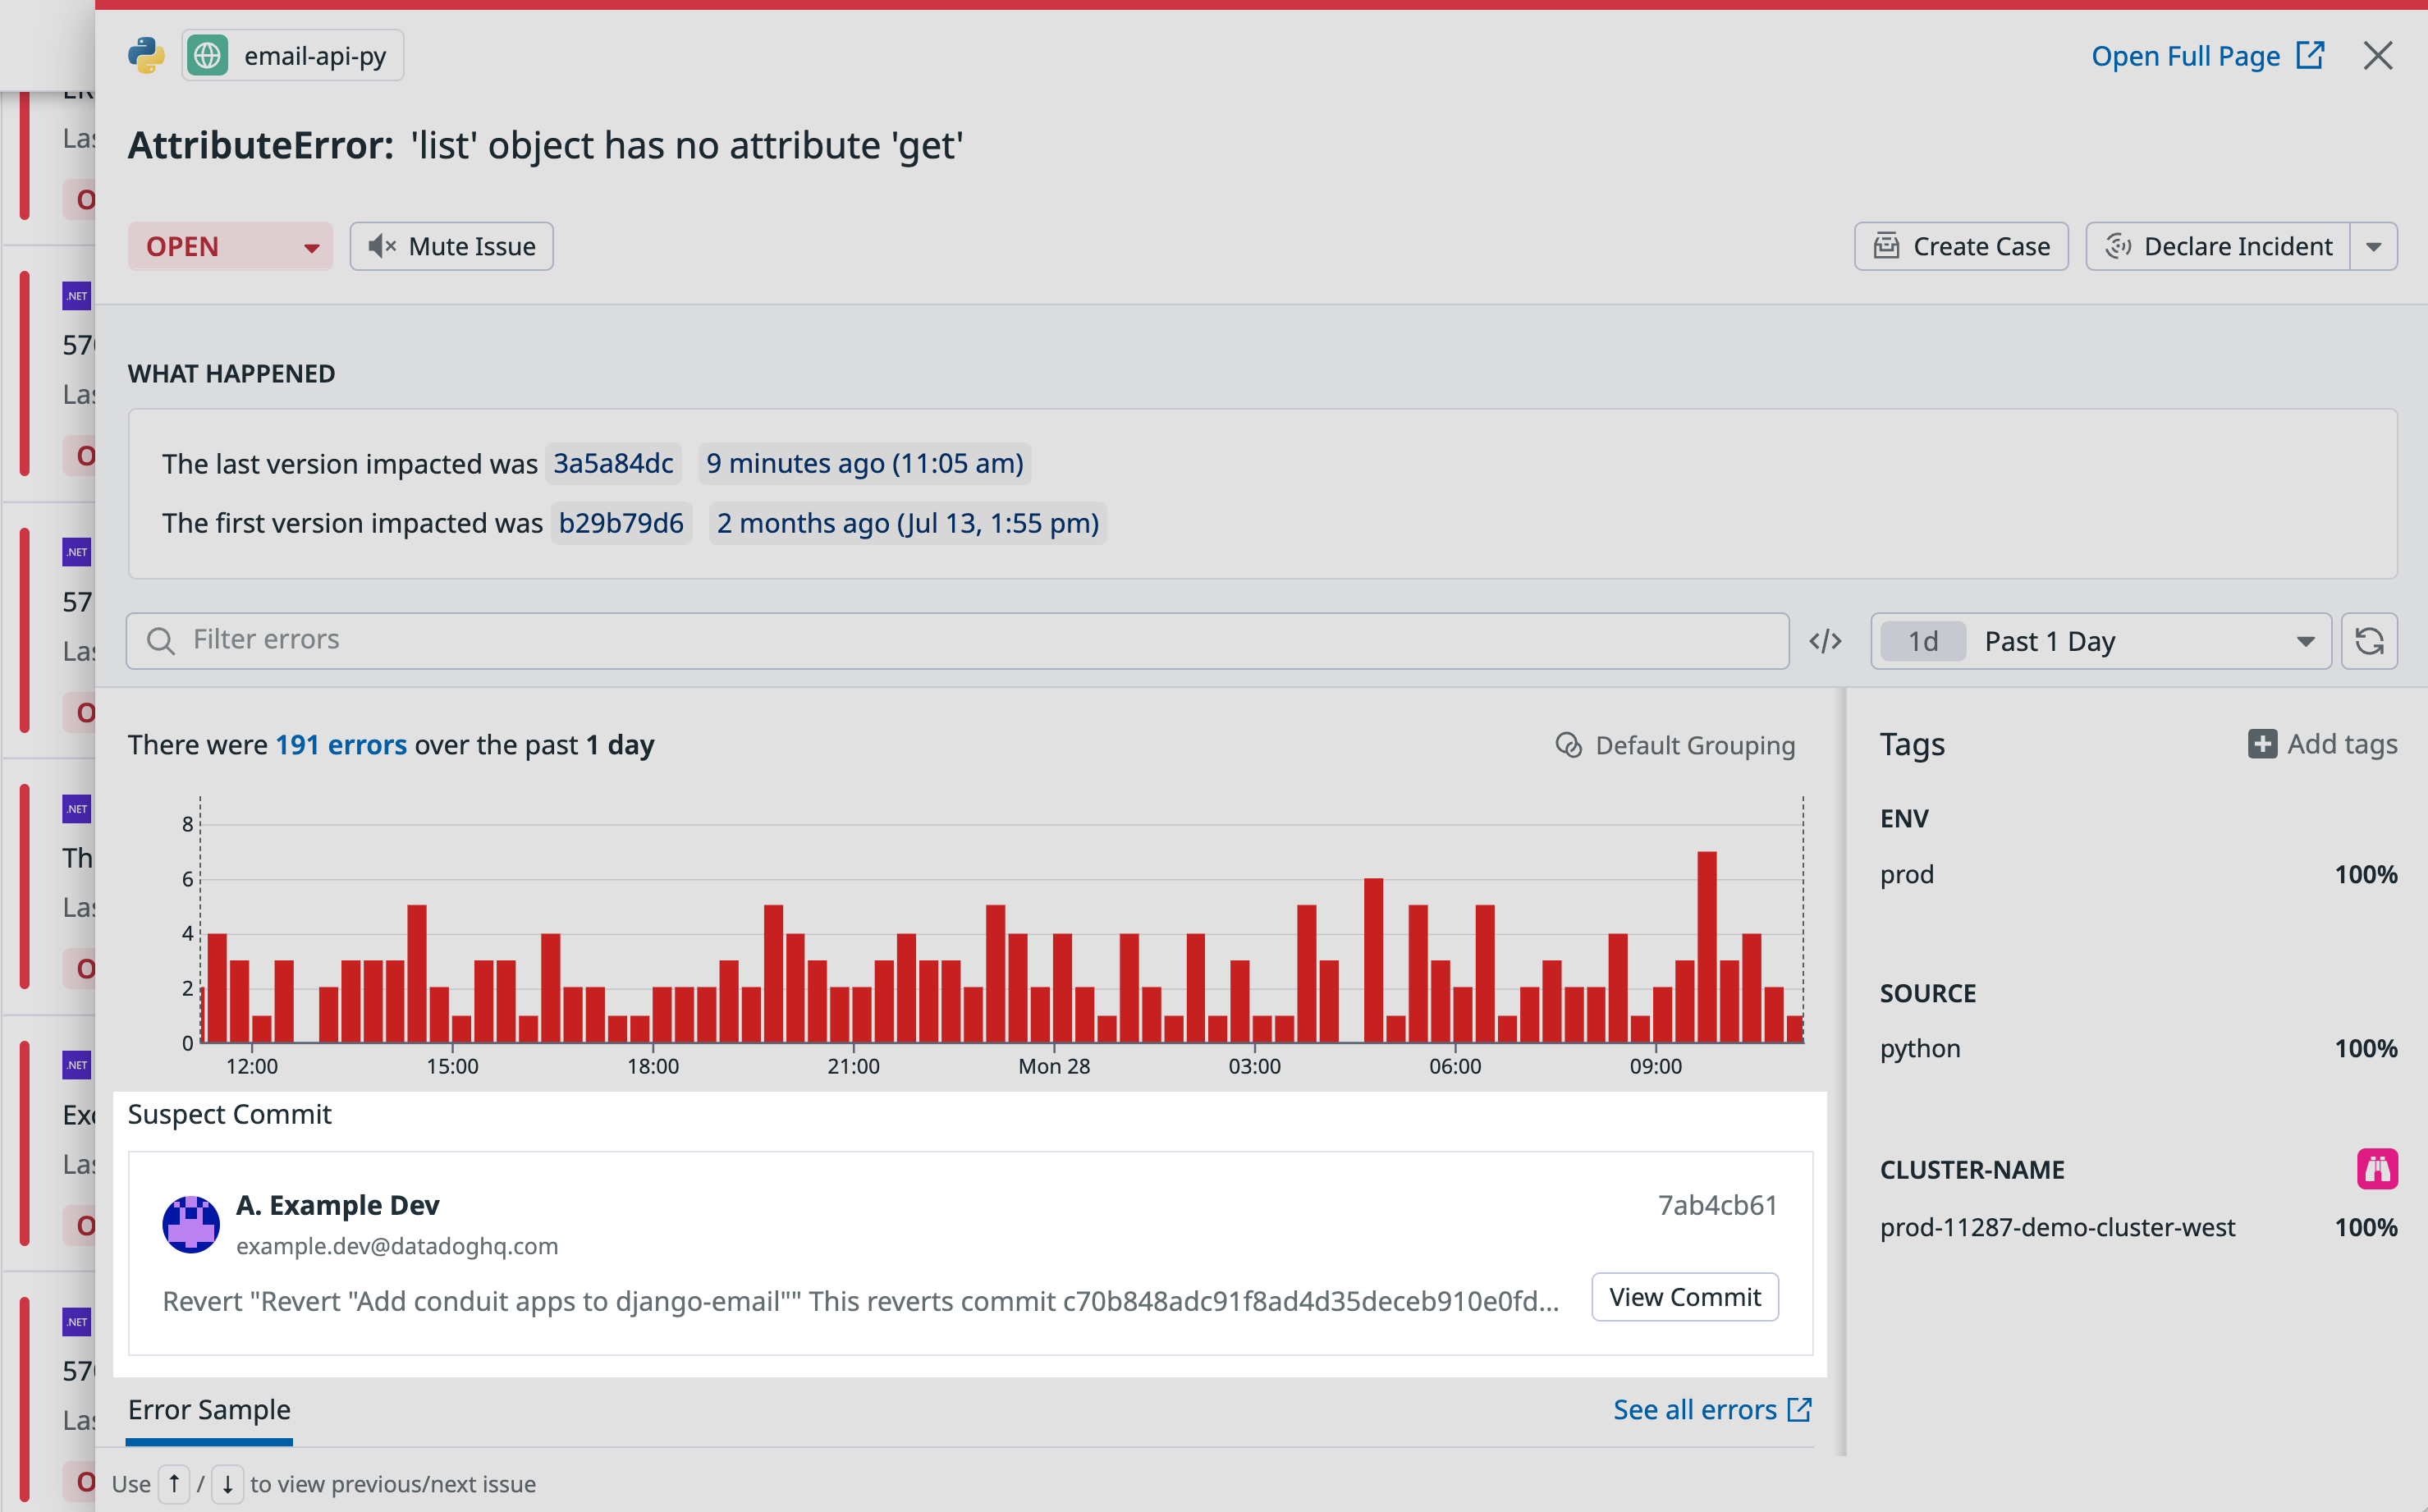 email-api-py
Open Full Page
AttributeError: 'list' object has no attribute 'get'
OPEN
Mute Issue
Create Case
Declare Incident
WHAT HAPPENED
The last version impacted was 3a5a84dc 9 minutes ago (11:05 am)
The first version impacted was b29b79d6 2 months ago (Jul 13, 1:55 pm)
Filter errors
</>
1d Past 1 Day
There were 191 errors over the past 1 day
Default Grouping
8
6
4
2
0
12:00 15:00 18:00 21:00 Mon 28 03:00 06:00 09:00
Suspect Commit
A. Example Dev
7ab4cb61
example.dev@datadoghq.com
Revert "Revert "Add conduit apps to django-email"" This reverts commit c70b848adc91f8ad4d35deceb910e0fd...
View Commit
Error Sample
See all errors
Use ↑ / ↓ to view previous/next issue
Tags
Add tags
ENV
prod 100%
SOURCE
python 100%
CLUSTER-NAME
prod-11287-demo-cluster-west 100%
.NET
.NET
.NET
.NET
.NET